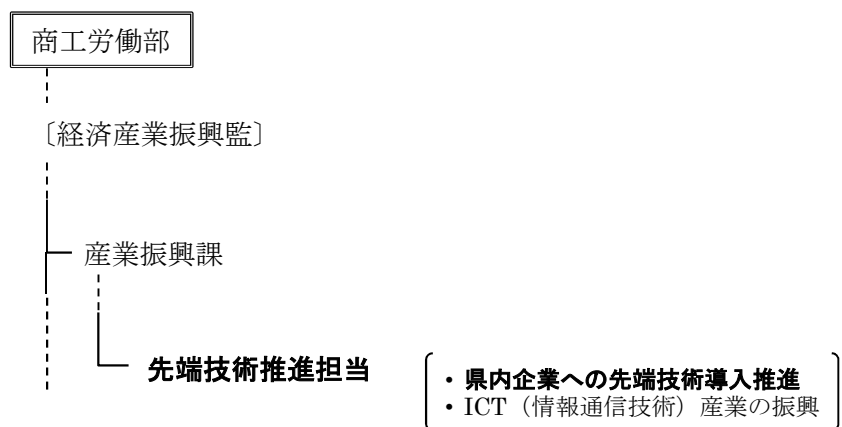 商工労働部
〔経済産業振興監〕
産業振興課
先端技術推進担当
・県内企業への先端技術導入推進
・ICT（情報通信技術）産業の振興